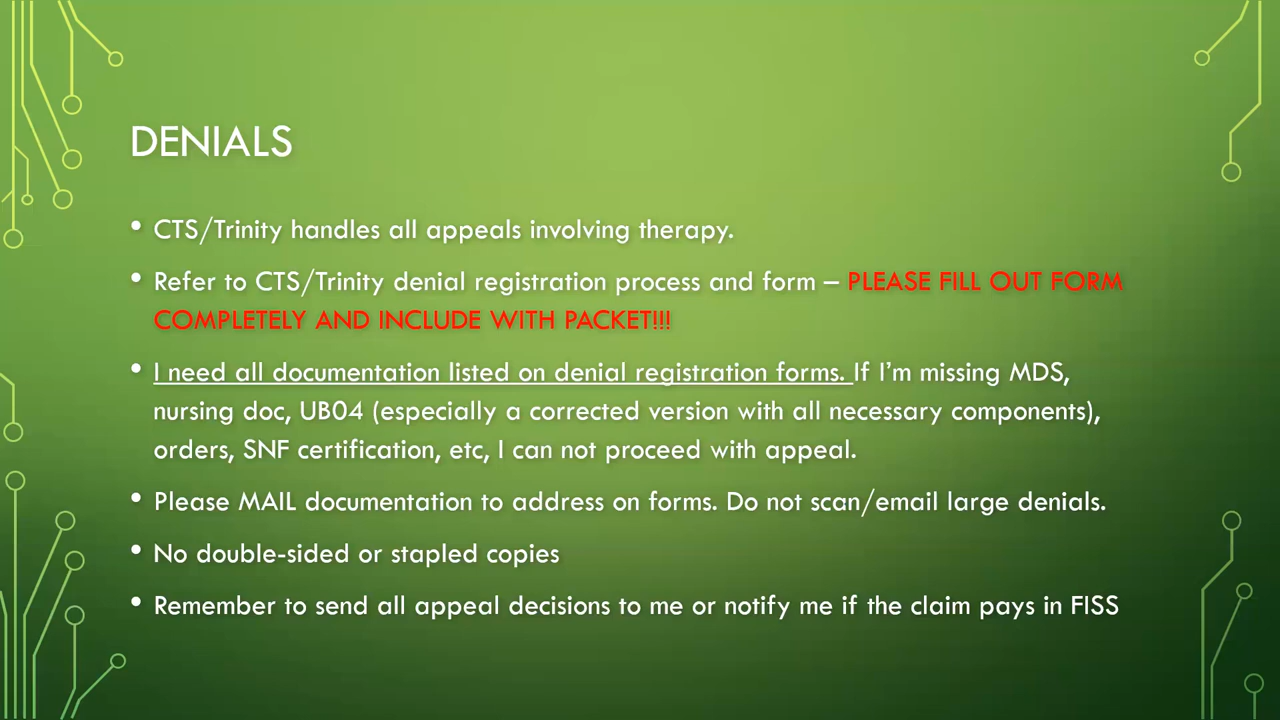 DENIALS
• CTS/Trinity handles all appeals involving therapy.
• Refer to CTS/Trinity denial registration process and form – PLEASE FILL OUT FORM
COMPLETELY AND INCLUDE WITH PACKET!!!
• I need all documentation listed on denial registration forms. If I’m missing MDS,
nursing doc, UB04 (especially a corrected version with all necessary components),
orders, SNF certification, etc, I can not proceed with appeal.
• Please MAIL documentation to address on forms. Do not scan/email large denials.
• No double-sided or stapled copies
• Remember to send all appeal decisions to me or notify me if the claim pays in FISS